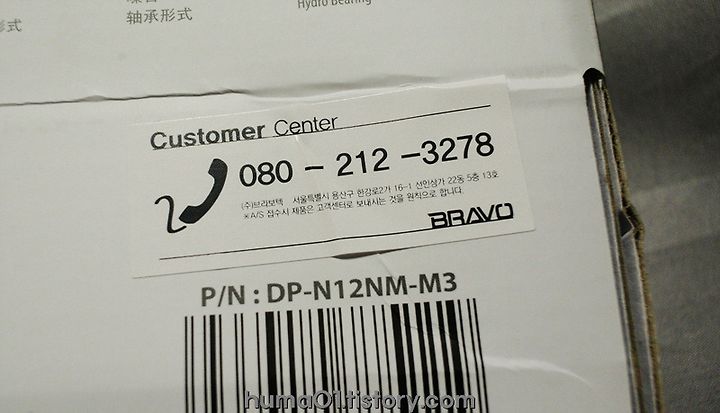 形式
轴承形式
Hydro Bearing
Customer Center
080 - 212 -3278
(주)브라보텍 서울특별시 용산구 한강로2가 16-1 선인상가 22동 5층 13호
※A/S 접수시 제품은 고객센터로 보내시는 것을 원칙으로 합니다.
BRAVO
P/N : DP-N12NM-M3
huma0i1.tistory.com